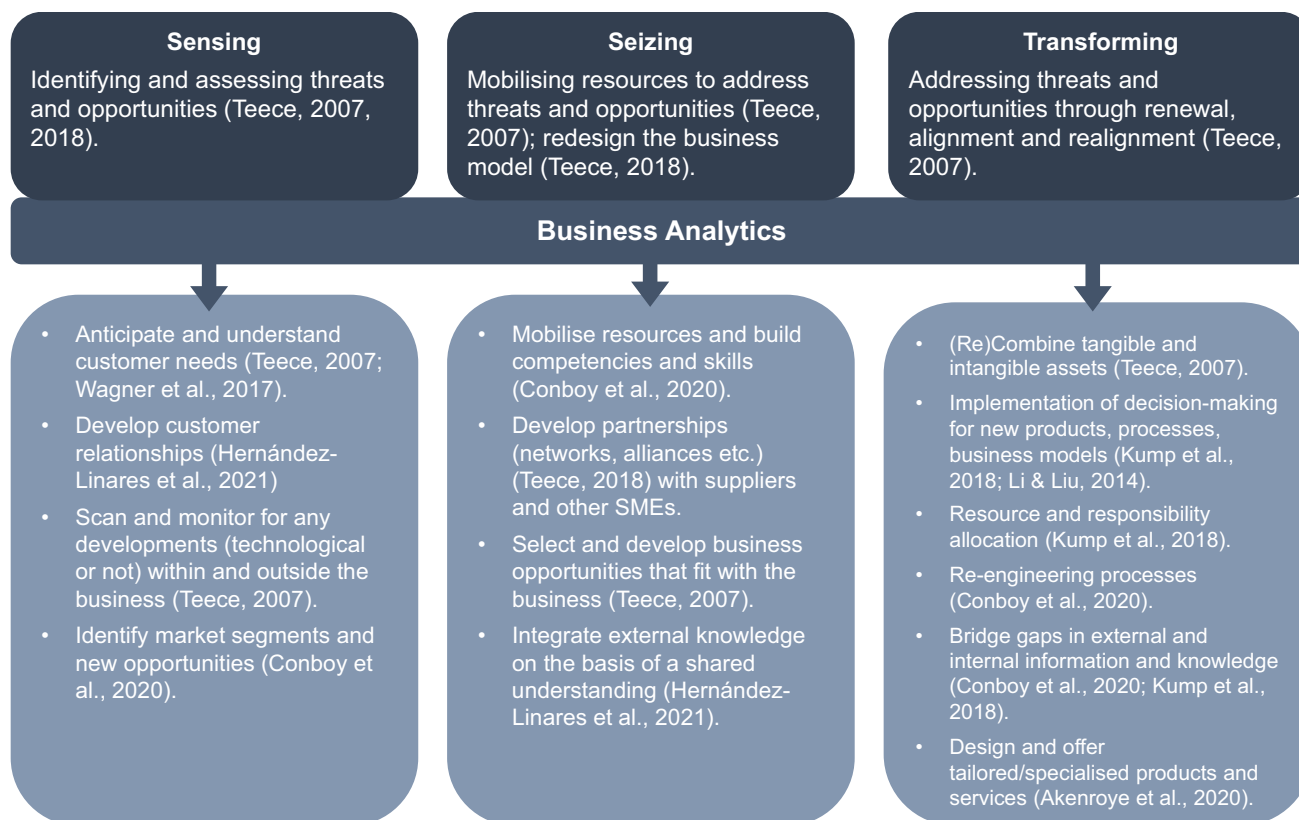 Sensing
Identifying and assessing threats
and opportunities (Teece, 2007,
2018).
Seizing
Mobilising resources to address
threats and opportunities (Teece,
2007); redesign the business
model (Teece, 2018).
Transforming
Addressing threats and
opportunities through renewal,
alignment and realignment (Teece,
2007).
Business Analytics
• Anticipate and understand
customer needs (Teece, 2007;
Wagner et al., 2017).
• Develop customer
relationships (Hernández-
Linares et al., 2021)
• Scan and monitor for any
developments (technological
or not) within and outside the
business (Teece, 2007).
• Identify market segments and
new opportunities (Conboy et
al., 2020).
• Mobilise resources and build
competencies and skills
(Conboy et al., 2020).
• Develop partnerships
(networks, alliances etc.)
(Teece, 2018) with suppliers
and other SMEs.
• Select and develop business
opportunities that fit with the
business (Teece, 2007).
• Integrate external knowledge
on the basis of a shared
understanding (Hernández-
Linares et al., 2021).
• (Re)Combine tangible and
intangible assets (Teece, 2007).
• Implementation of decision-making
for new products, processes,
business models (Kump et al.,
2018; Li & Liu, 2014).
• Resource and responsibility
allocation (Kump et al., 2018).
• Re-engineering processes
(Conboy et al., 2020).
• Bridge gaps in external and
internal information and knowledge
(Conboy et al., 2020; Kump et al.,
2018).
• Design and offer
tailored/specialised products and
services (Akenroye et al., 2020).